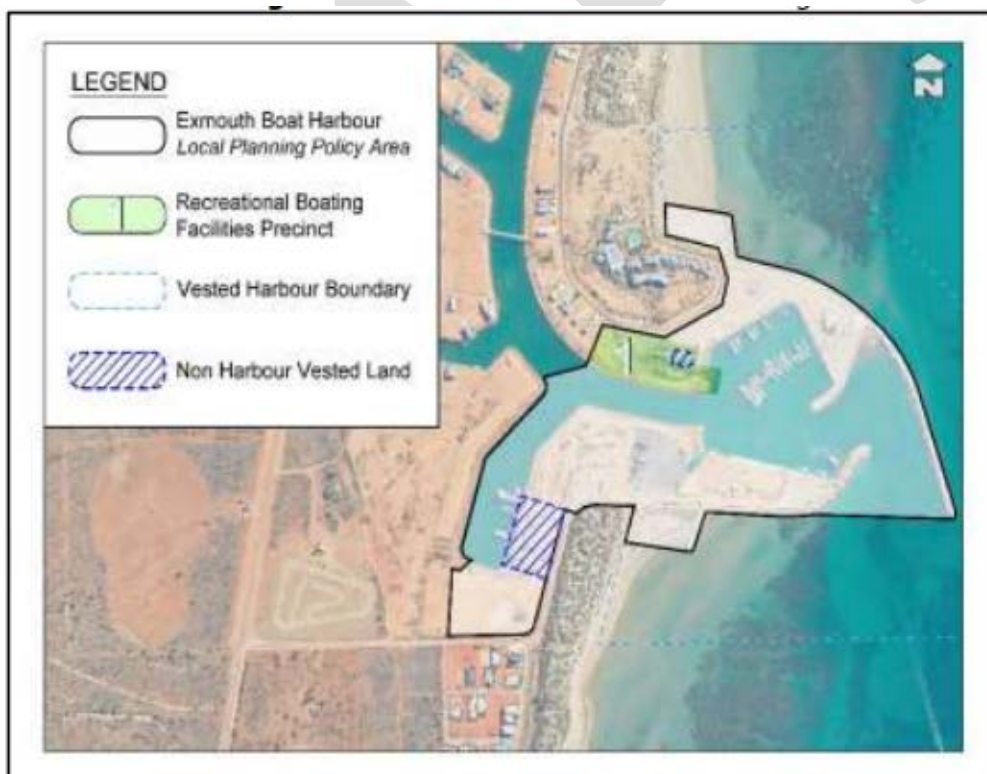 LEGEND
Exmouth Boat Harbour
Local Planning Policy Area
Recreational Boating
Facilities Precinct
Vested Harbour Boundary
Non Harbour Vested Land
N